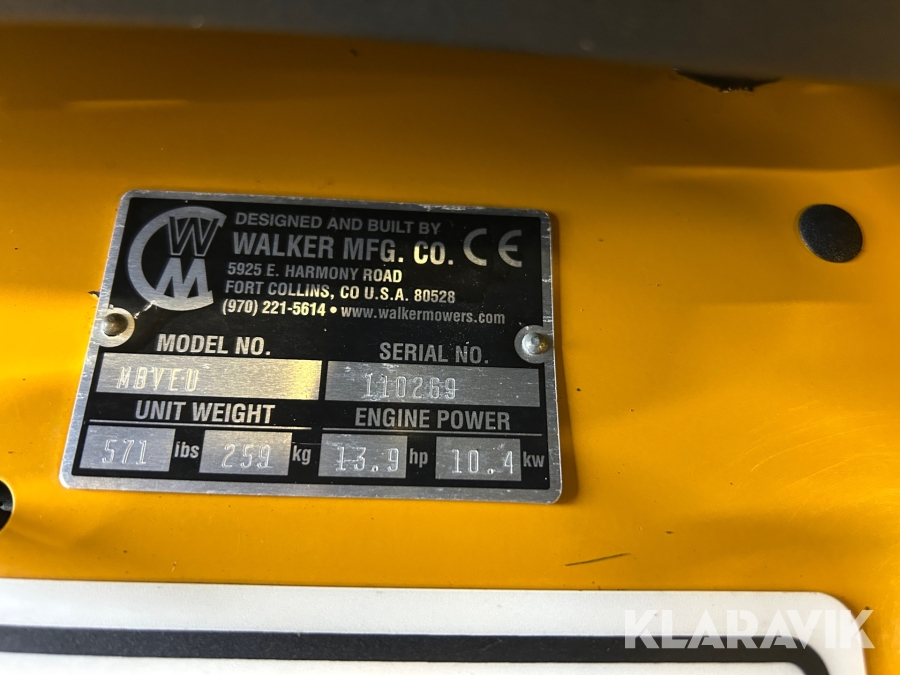 WM
DESIGNED AND BUILT BY
WALKER MFG. CO. CE
5925 E. HARMONY ROAD
FORT COLLINS, CO U.S.A. 80528
(970) 221-5614 • www.walkermowers.com
MODEL NO. SERIAL NO.
MBVEU 110269
UNIT WEIGHT ENGINE POWER
571 lbs 259 kg 13.9 hp 10.4 kw
KLARAVIK